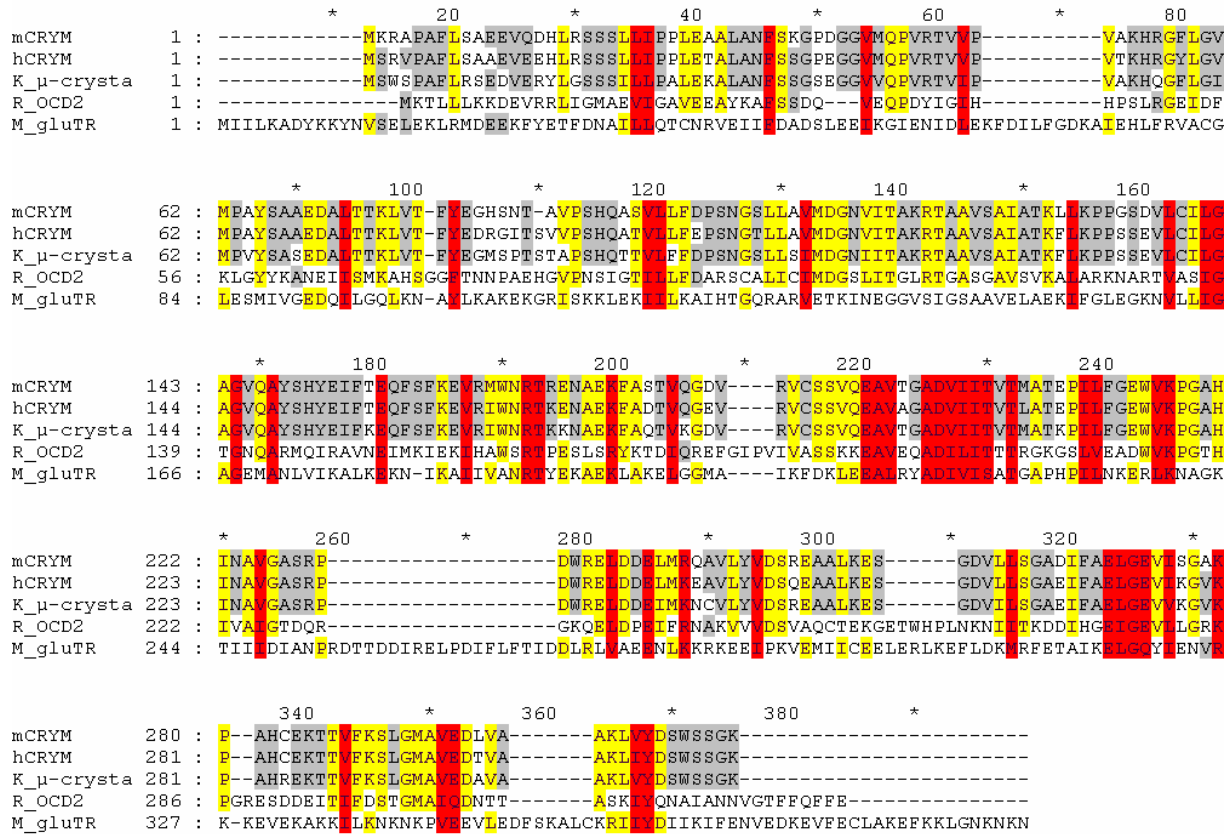 * 20 * 40 * 60 * 80
mCRYM 1 : ------------MKRAPAFLSAEEVQDHLRSSSLLIPPLEAALANFSKGPDGGVMQPVRTVVP----------VAKHRGFLGV
hCRYM 1 : ------------MSRVPAFLSAAEVEEHLRSSSLLIPPLETALANFSSGPEGGVMQPVRTVVP----------VTKHRGYLGV
K_µ-crysta 1 : ------------MSWSPAFLRSEDVERYLGSSSILLPALEKALANFSSGSEGGVVQPVRTVIP----------VAKHQGFLGI
R_OCD2 1 : ---------------MKTLLLKKDEVRRLIGMAEVIGAVEEAYKAFSSDQ---VEQPDYIGIH----------HPSLRGEIDF
M_gluTR 1 : MIILKADYKKYNVSELEKLRMDEEKFYETFDNAILLQTCNRVEIIFDADSLEEIKGIENIDLEKFDILFGDKAIEHLFRVACG
* 100 * 120 * 140 * 160
mCRYM 62 : MPAYSAAEDALTTKLVT-FYEGHSNT-AVPSHQASVLLFDPSNGSLLAVMDGNVITAKRTAAVSAIATKLLKPPGSDVLCILG
hCRYM 62 : MPAYSAAEDALTTKLVT-FYEDRGITSVVPSHQATVLLFEPSNGTLLAVMDGNVITAKRTAAVSAIATKFLKPPSSEVLCILG
K_µ-crysta 62 : MPVYSASEDALTTKLVT-FYEGMSPTSTAPSHQTTVLFFDPSNGSLLSIMDGNVITAKRTAAVSAIATKFLKPPSSEVLCILG
R_OCD2 56 : KLGYYKANEIISMKAHSGGFTNNPAEHGVPNSIGTILLFDARSCALICIMDGSLITGLRTGASGAVSVKALARKNARTVASIG
M_gluTR 84 : LESMIVGEDQILGQLKN-AYLKAKEKGRISKKLEKIILKAIHTGQRARVETKINEGGVSIGSAAVELAEKIFGLEGKNVLLIG
* 180 * 200 * 220 * 240
mCRYM 143 : AGVQAYSHYEIFTEQFSFKEVRMWNRTRENAEKFASTVQGDV----RVCSSVQEAVTGADVIITVTMATEPILFGEWVKPGAH
hCRYM 144 : AGVQAYSHYEIFTEQFSFKEVRIWNRTKENAEKFADTVQGEV----RVCSSVQEAVAGADVIITVTLATEPILFGEWVKPGAH
K_µ-crysta 144 : AGVQAYSHYEIFKEQFSFKEVRIWNRTKKNAEKFAQTVKGDV----RVCSSVQEAVTGADVIITVTMATKPILFGEWVKPGAH
R_OCD2 139 : TGNQARMQIRAVNEIMKIEKIHAWSRTPESLSRYKTDIQREFGIPVIVASSKKEAVEQADILITTTRGKGSLVEADWVKPGTH
M_gluTR 166 : AGEMANLVIKALKEKN-IKAIIVANRTYEKAEKLAKELGGMA----IKFDKLEEALRYADIVISATGAPHPILNKERLKNAGK
* 260 * 280 * 300 * 320 *
mCRYM 222 : INAVGASRP-------------------DWRELDDELMRQAVLYVDSREAALKES------GDVLLSGADIFAELGEVISGAK
hCRYM 223 : INAVGASRP-------------------DWRELDDELMKEAVLYVDSQEAALKES------GDVLLSGAEIFAELGEVIKGVK
K_µ-crysta 223 : INAVGASRP-------------------DWRELDDEIMKNCVLYVDSREAALKES------GDVILSGAEIFAELGEVVKGVK
R_OCD2 222 : IVAIGTDQR-------------------GKQELDPEIFRNAKVVVDSVAQCTEKGETWHPLNKNIITKDDIHGEIGEVLLGRK
M_gluTR 244 : TIIIDIANPRDTTDDIRELPDIFLFTIDDLRLVAEENLKKRKEEIPKVEMIICEELERLKEFLDKMRFETAIKELGQYIENVR
340 * 360 * 380 *
mCRYM 280 : P--AHCEKTTVFKSLGMAVEDLVA-------AKLVYDSWSSGK------------------------
hCRYM 281 : P--AHCEKTTVFKSLGMAVEDTVA-------AKLIYDSWSSGK------------------------
K_µ-crysta 281 : P--AHREKTTVFKSLGMAVEDAVA-------AKLVYDSWSSGK------------------------
R_OCD2 286 : PGRESDDEITIFDSTGMAIQDNTT-------ASKIYQNAIANNVGTFFQFFE---------------
M_gluTR 327 : K-KEVEKAKKILKNKNKPVEEVLEDFSKALCKRIIYDIIKIFENVEDKEVFECLAKEFKKLGNKNKN